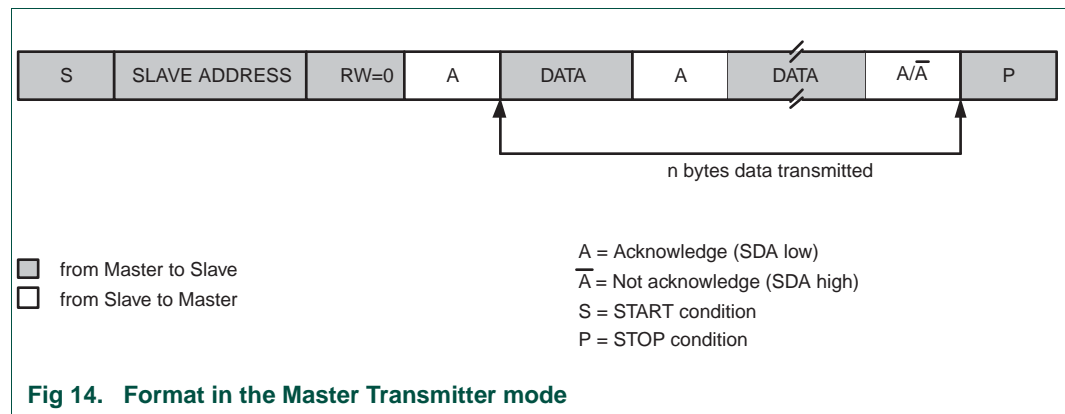 S SLAVE ADDRESS RW=0 A DATA A DATA A/A̅ P
n bytes data transmitted
from Master to Slave
from Slave to Master
A = Acknowledge (SDA low)
A̅ = Not acknowledge (SDA high)
S = START condition
P = STOP condition
Fig 14. Format in the Master Transmitter mode